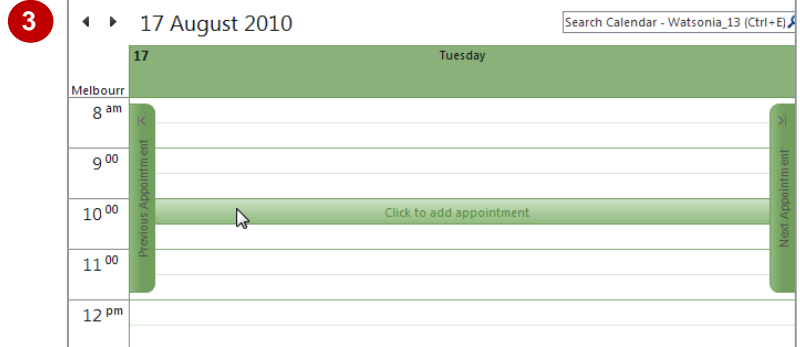 3
17 August 2010
Search Calendar - Watsonia_13 (Ctrl+E)
17 Tuesday
Melbourr
8 am
9 00
10 00 Click to add appointment
11 00
12 pm
Previous Appointment
Next Appointment